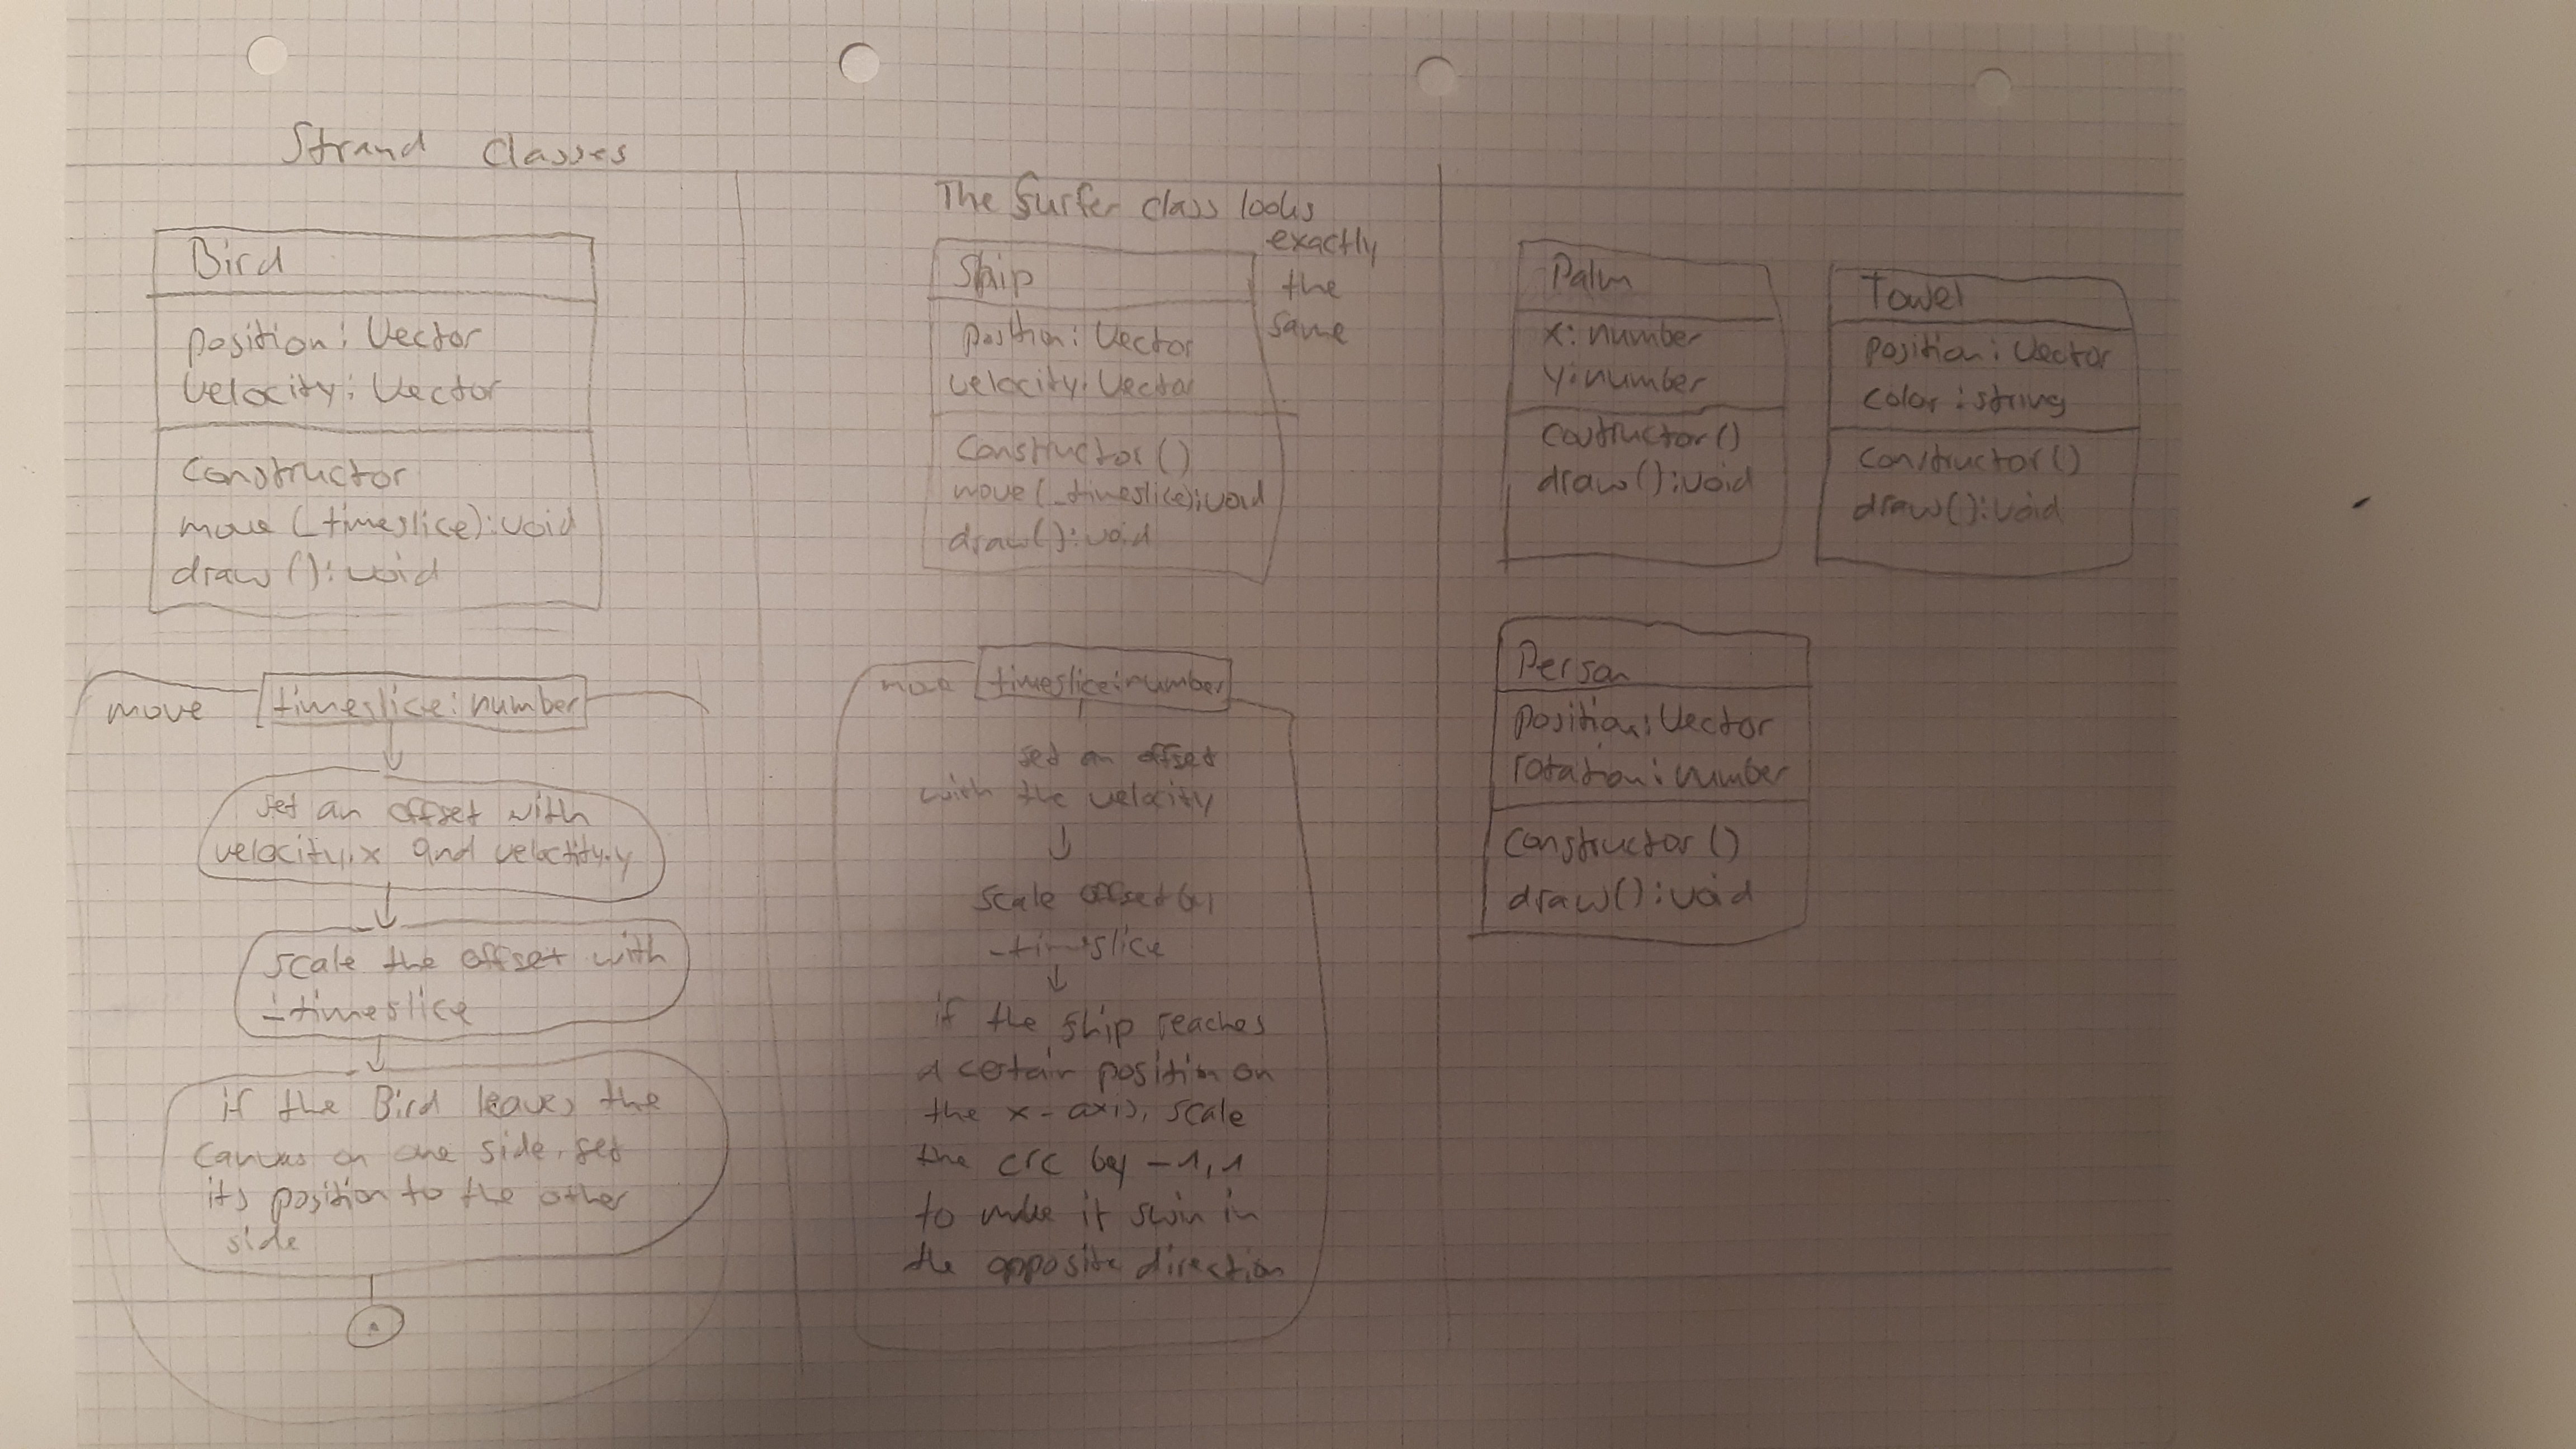 Strand Classes
Bird
position: Vector
velocity: Vector
Constructor
move (_timeslice): void
draw (): void
move timeslice: number
set an offset with
velocity.x and veloctity.y
scale the offset with
_timeslice
if the Bird leaves the
canvas on one side, set
its position to the other
side
The Surfer class looks
exactly
the
same
Ship
position: Vector
velocity: Vector
Constructor ()
move (_timeslice): void
draw (): void
move timeslice: number
set an offset
with the velocity
scale offset by
_timeslice
if the ship reaches
a certain position on
the x-axis, scale
the crc by -1,1
to make it swin in
the opposite direction
Palm
x: number
y: number
draw (): void
Towel
position: Vector
color: string
constructor ()
draw (): void
Person
position: Vector
rotation: number
constructor ()
draw (): void